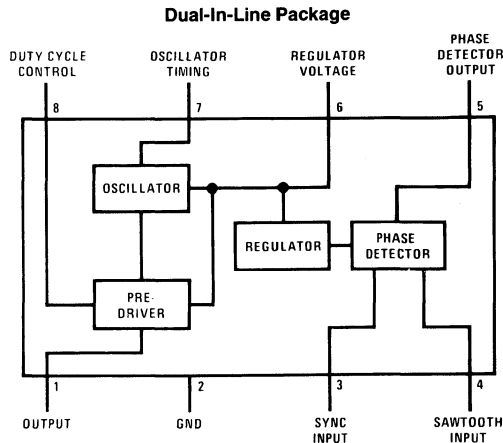 Dual-In-Line Package
DUTY CYCLE
CONTROL
OSCILLATOR
TIMING
REGULATOR
VOLTAGE
PHASE
DETECTOR
OUTPUT
8
7
6
5
OSCILLATOR
REGULATOR
PHASE
DETECTOR
PRE-
DRIVER
1
2
3
4
OUTPUT
GND
SYNC
INPUT
SAWTOOTH
INPUT